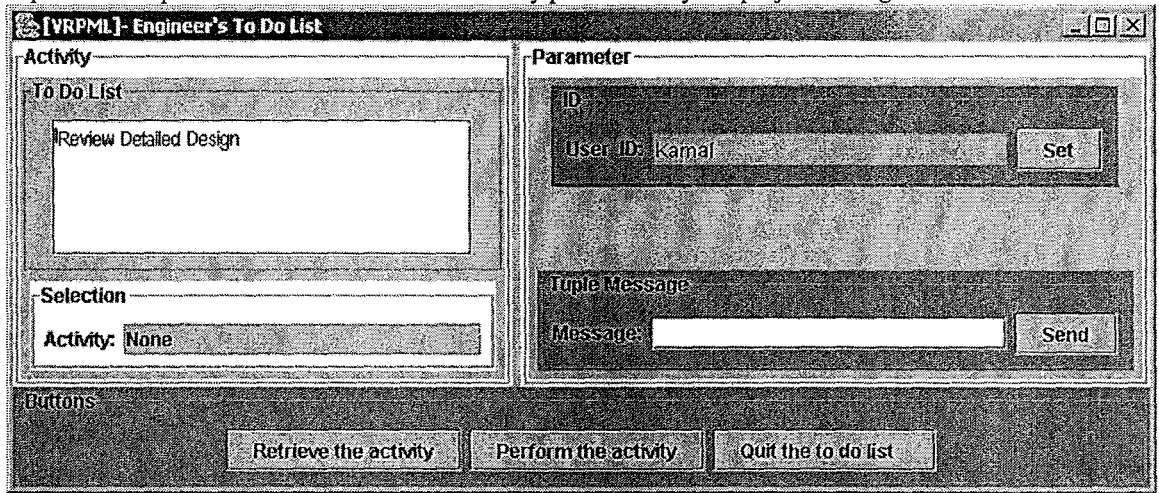 [VRPML]- Engineer's To Do List
Activity
To Do List
Review Detailed Design
Selection
Activity: None
Parameter
ID
User ID: Kamal
Set
Tuple Message
Message:
Send
Buttons
Retrieve the activity
Perform the activity
Quit the to do list